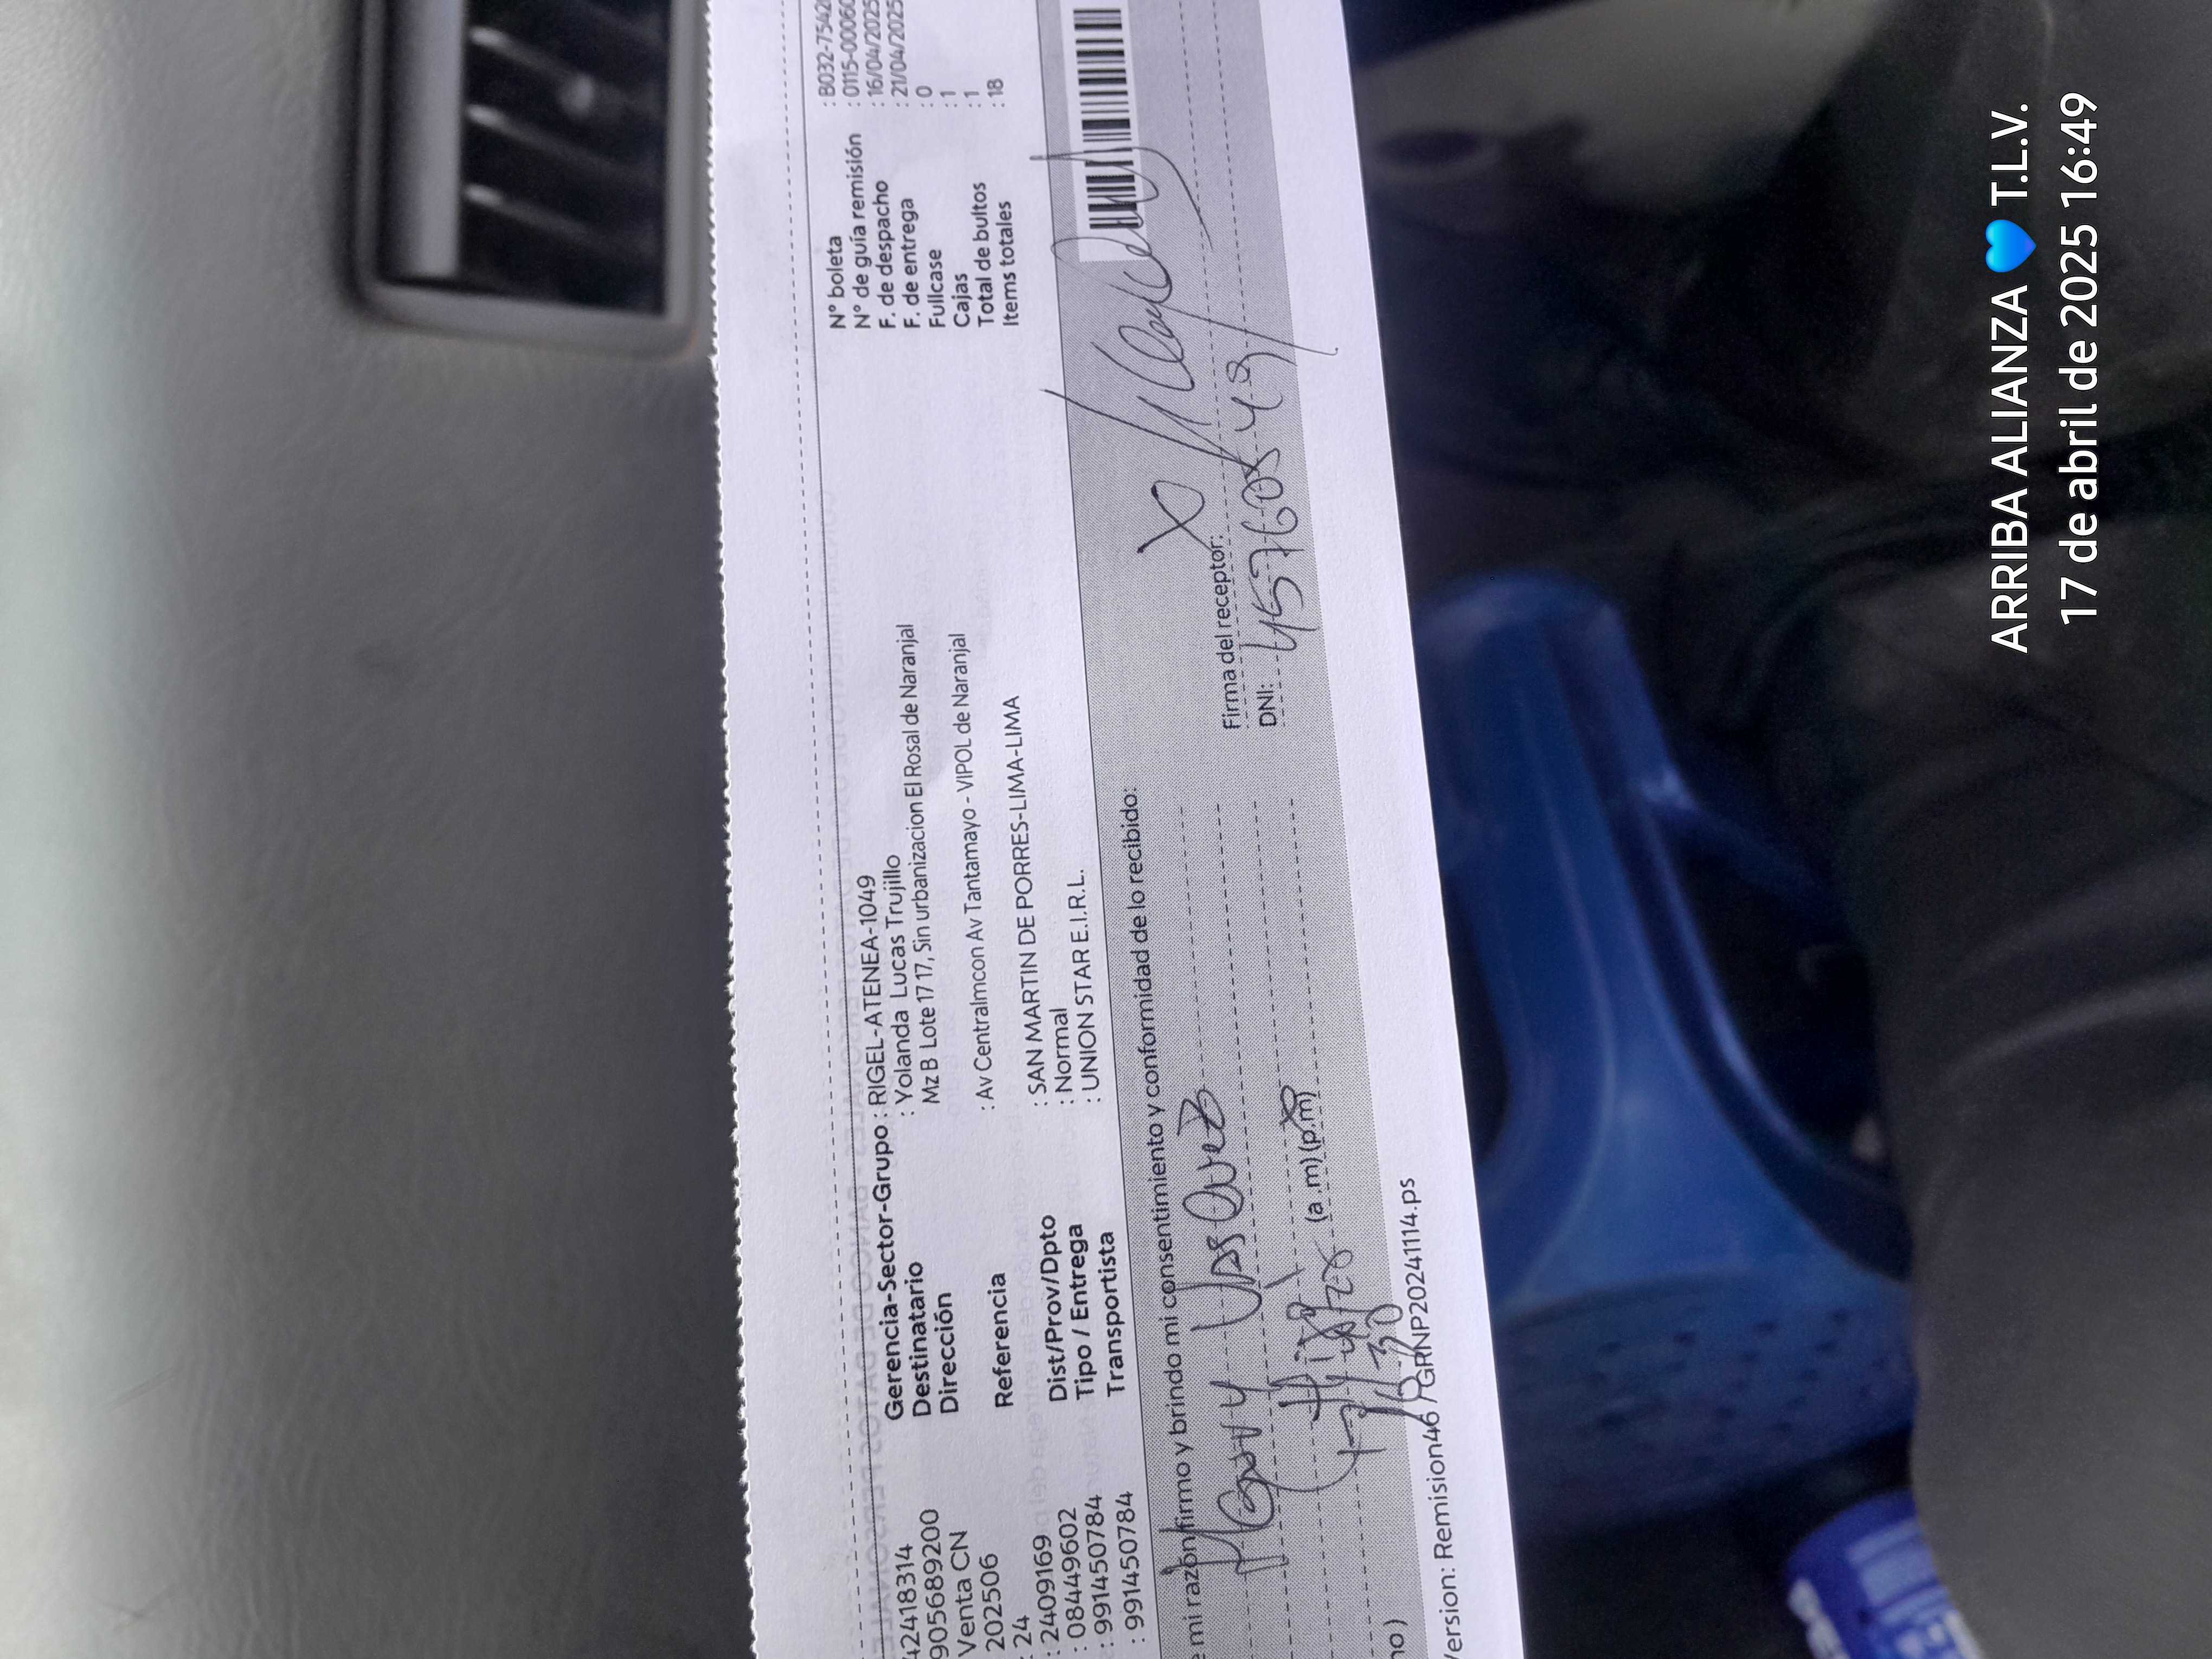 42418314
905689200
Venta CN
202506
: 24
: 2409169
: 08449602
: 991450784
: 991450784
Gerencia-Sector-Grupo : RIGEL-ATENEA-1049
Destinatario : Yolanda Lucas Trujillo
Dirección Mz B Lote 17 17, Sin urbanizacion El Rosal de Naranjal
Referencia : Av Centralmcon Av Tantamayo - VIPOL de Naranjal
Dist/Prov/Dpto : SAN MARTIN DE PORRES-LIMA-LIMA
Tipo / Entrega : Normal
Transportista : UNION STAR E.I.R.L.
N° boleta : B032-7542
N° de guía remisión : 0115-00060
F. de despacho : 16/04/2025
F. de entrega : 21/04/2025
Fullcase : 0
Cajas : 1
Total de bultos : 1
Items totales : 18
e mi razón firmo y brindo mi consentimiento y conformidad de lo recibido:
(a.m) (p.m)
Firma del receptor:
DNI:
Version: Remision46 /GRNP20241114.ps
ARRIBA ALIANZA 💙 T.L.V.
17 de abril de 2025 16:49